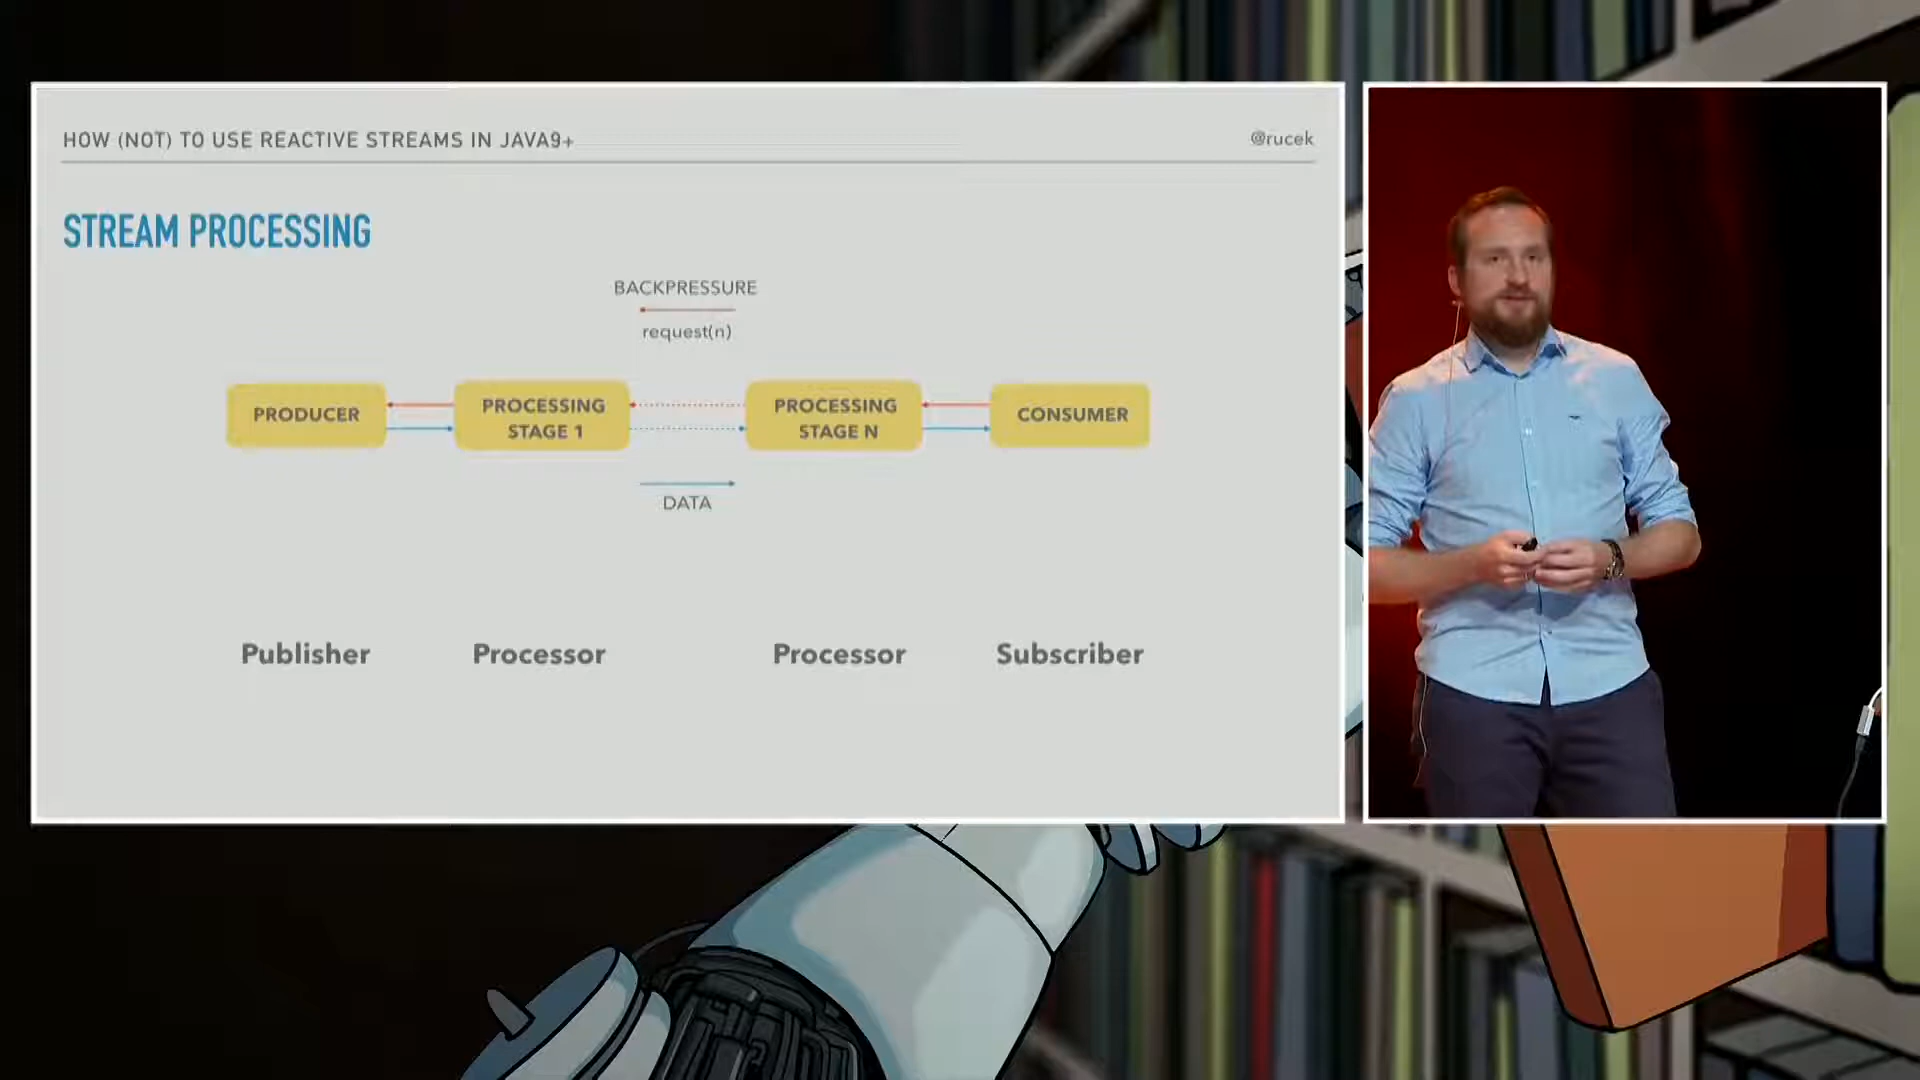 HOW (NOT) TO USE REACTIVE STREAMS IN JAVA9+
@rucek
STREAM PROCESSING
BACKPRESSURE
request(n)
PRODUCER
PROCESSING
STAGE 1
PROCESSING
STAGE N
CONSUMER
DATA
Publisher
Processor
Processor
Subscriber